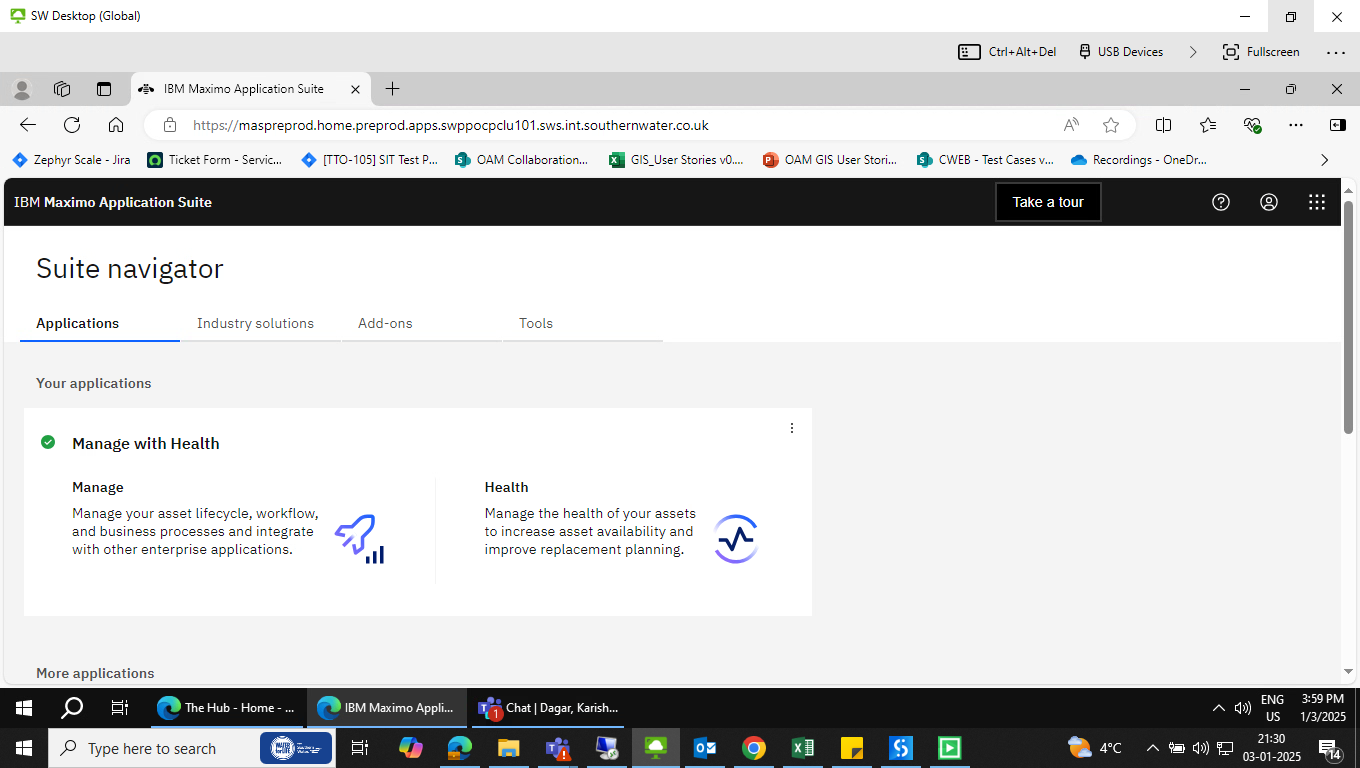 SW Desktop (Global)
Ctrl+Alt+Del
USB Devices
Fullscreen
IBM Maximo Application Suite
https://maspreprod.home.preprod.apps.swppocpclu101.sws.int.southernwater.co.uk
Zephyr Scale - Jira
Ticket Form - Servic...
[TTO-105] SIT Test P...
OAM Collaboration...
GIS_User Stories v0....
OAM GIS User Stori...
CWEB - Test Cases v...
Recordings - OneDr...
IBM Maximo Application Suite
Take a tour
Suite navigator
Applications
Industry solutions
Add-ons
Tools
Your applications
Manage with Health
Manage
Manage your asset lifecycle, workflow,
and business processes and integrate
with other enterprise applications.
Health
Manage the health of your assets
to increase asset availability and
improve replacement planning.
More applications
The Hub - Home - ...
IBM Maximo Appli...
1
Chat | Dagar, Karish...
ENG
US
3:59 PM
1/3/2025
Type here to search
4°C
21:30
03-01-2025
14